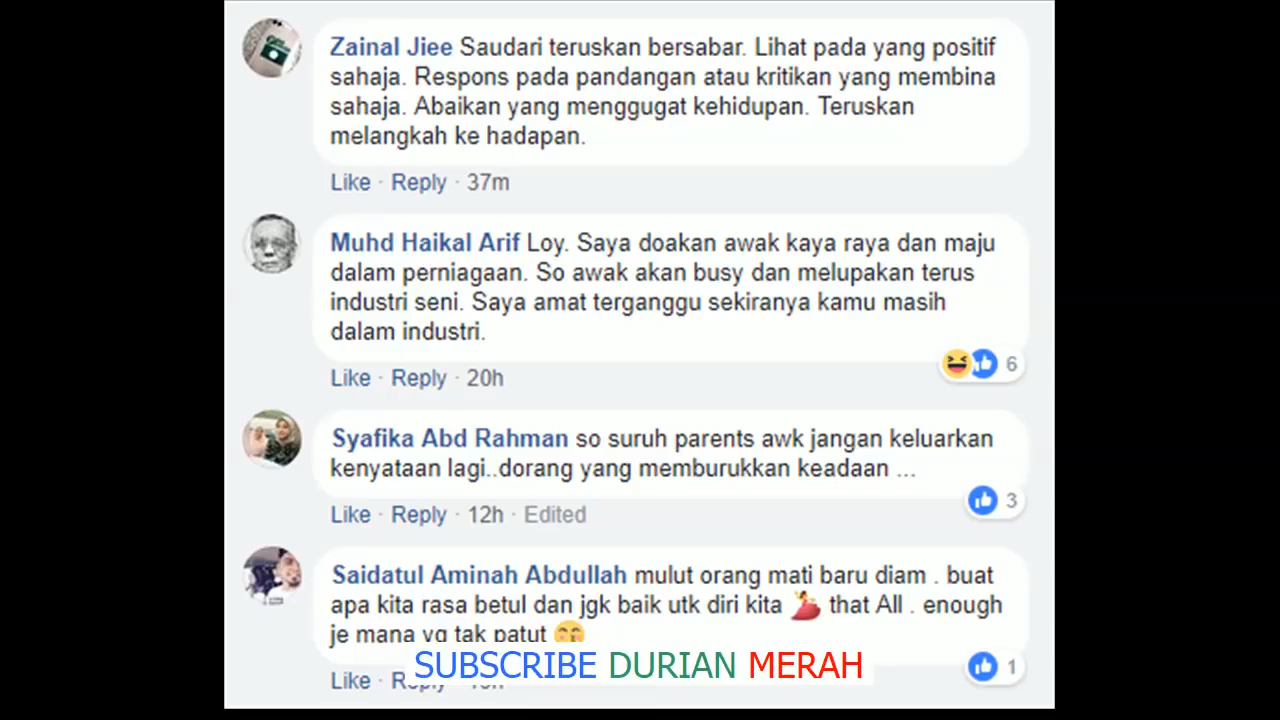 Zainal Jiee Saudari teruskan bersabar. Lihat pada yang positif
sahaja. Respons pada pandangan atau kritikan yang membina
sahaja. Abaikan yang menggugat kehidupan. Teruskan
melangkah ke hadapan.
Like · Reply · 37m
Muhd Haikal Arif Loy. Saya doakan awak kaya raya dan maju
dalam perniagaan. So awak akan busy dan melupakan terus
industri seni. Saya amat terganggu sekiranya kamu masih
dalam industri.
6
Like · Reply · 20h
Syafika Abd Rahman so suruh parents awk jangan keluarkan
kenyataan lagi..dorang yang memburukkan keadaan ...
3
Like · Reply · 12h · Edited
Saidatul Aminah Abdullah mulut orang mati baru diam . buat
apa kita rasa betul dan jgk baik utk diri kita 💃 that All . enough
je mana yg tak patut 😙
SUBSCRIBE DURIAN MERAH
1
Like · Reply